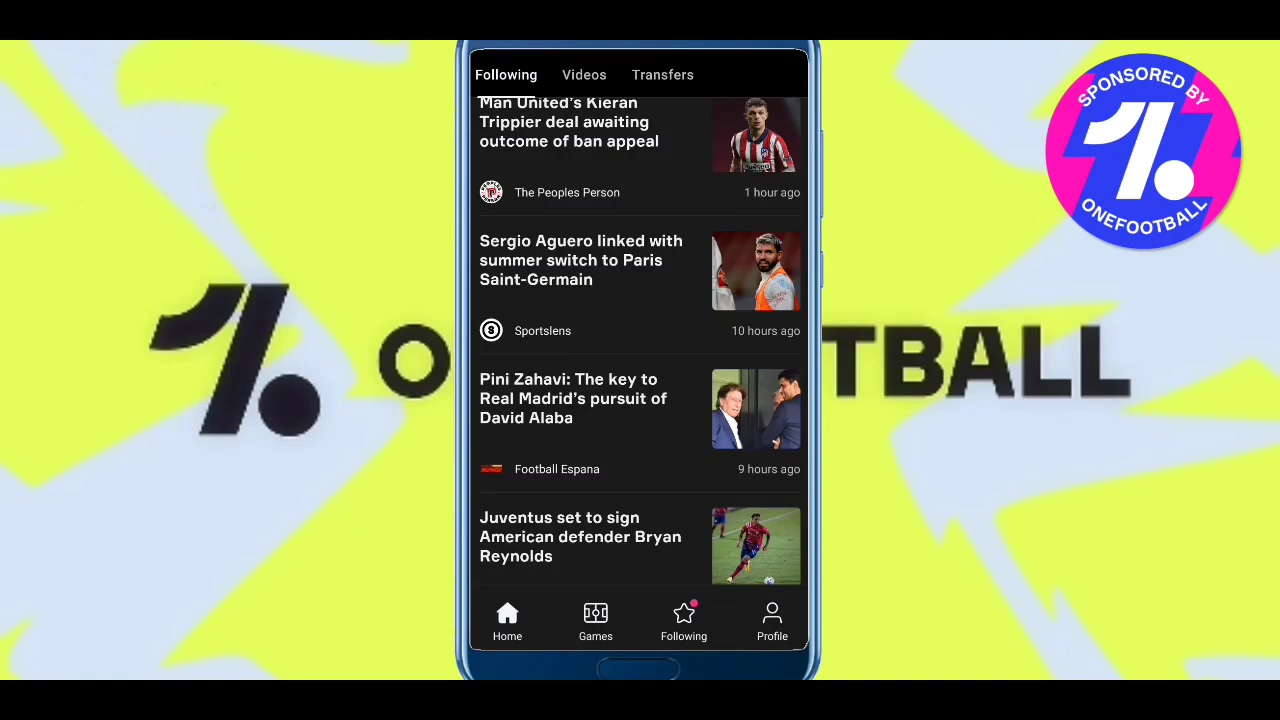 Following Videos Transfers
Man United's Kieran
Trippier deal awaiting
outcome of ban appeal
The Peoples Person 1 hour ago
Sergio Aguero linked with
summer switch to Paris
Saint-Germain
Sportslens 10 hours ago
Pini Zahavi: The key to
Real Madrid's pursuit of
David Alaba
Football Espana 9 hours ago
Juventus set to sign
American defender Bryan
Reynolds
Home Games Following Profile
SPONSORED BY
ONEFOOTBALL
O TBALL